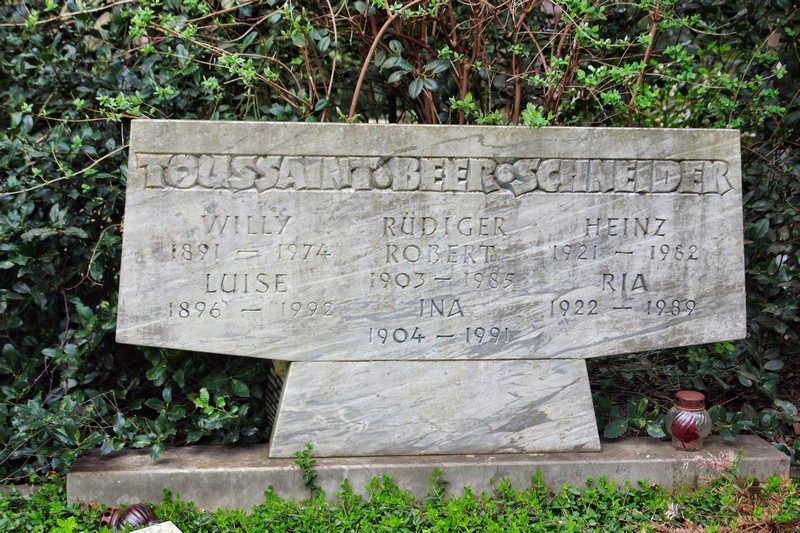 TOUSSAINT·BEER·SCHNEIDER
WILLY
1891 – 1974
LUISE
1896 – 1992
RÜDIGER
ROBERT
1903 – 1985
INA
1904 – 1991
HEINZ
1921 – 1982
RIA
1922 – 1989